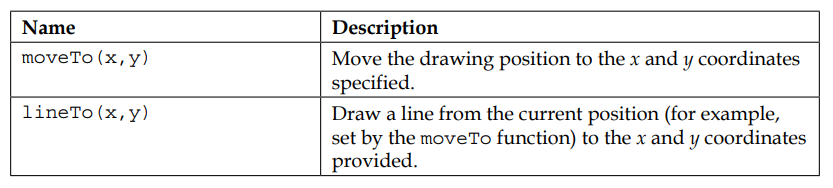 Name Description
moveTo(x,y) Move the drawing position to the x and y coordinates
specified.
lineTo(x,y) Draw a line from the current position (for example,
set by the moveTo function) to the x and y coordinates
provided.